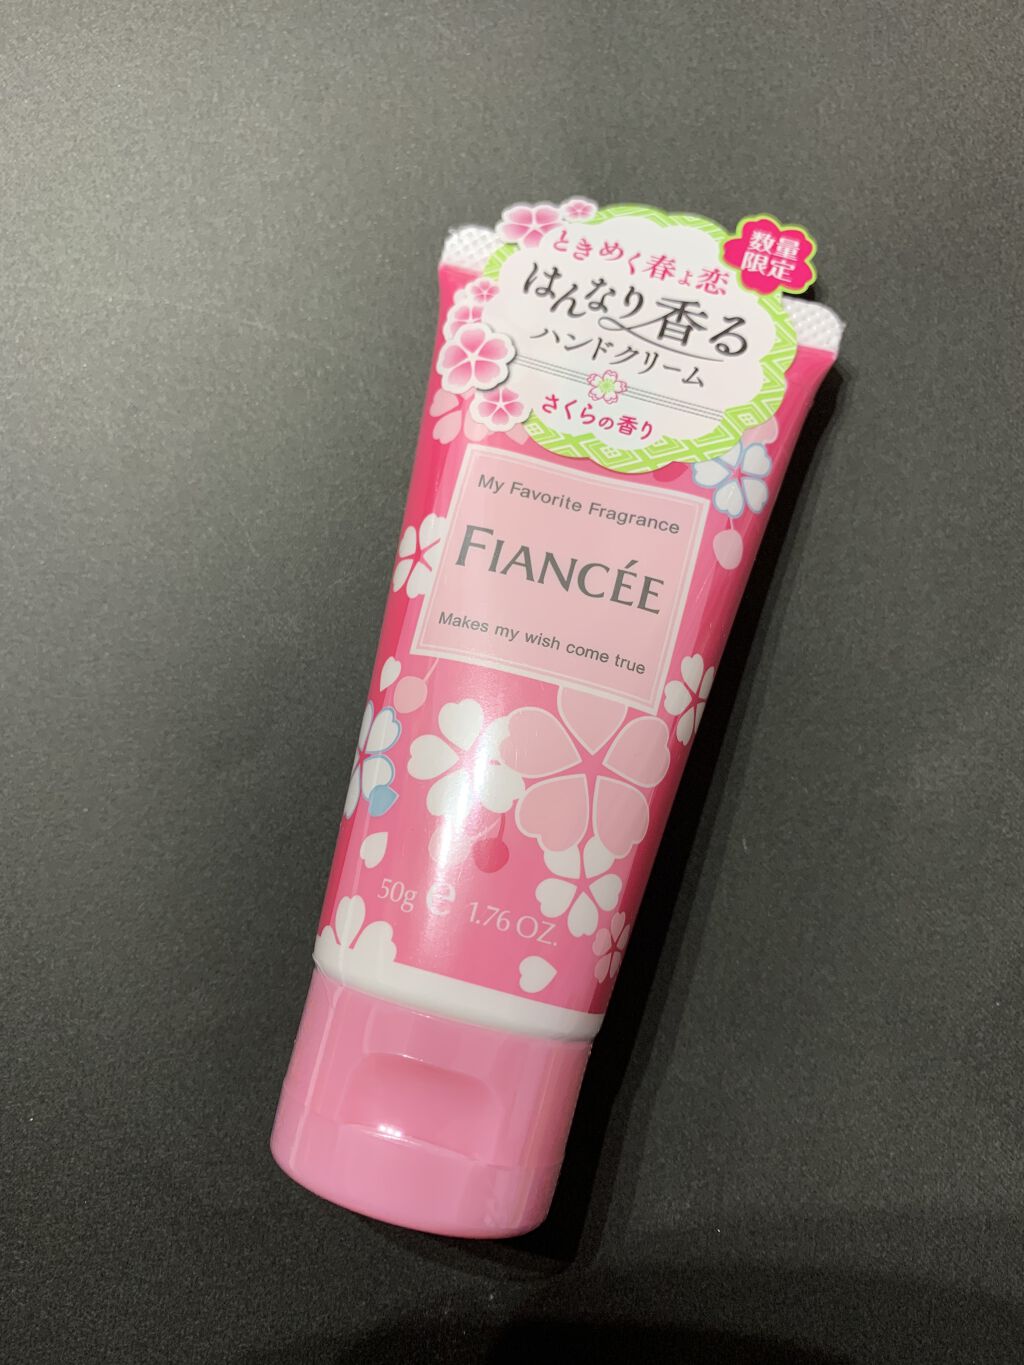 ときめく春よ恋
数量
限定
はんなり香る
ハンドクリーム
さくらの香り
My Favorite Fragrance
FIANCÉE
Makes my wish come true
50g e 1.76 OZ.